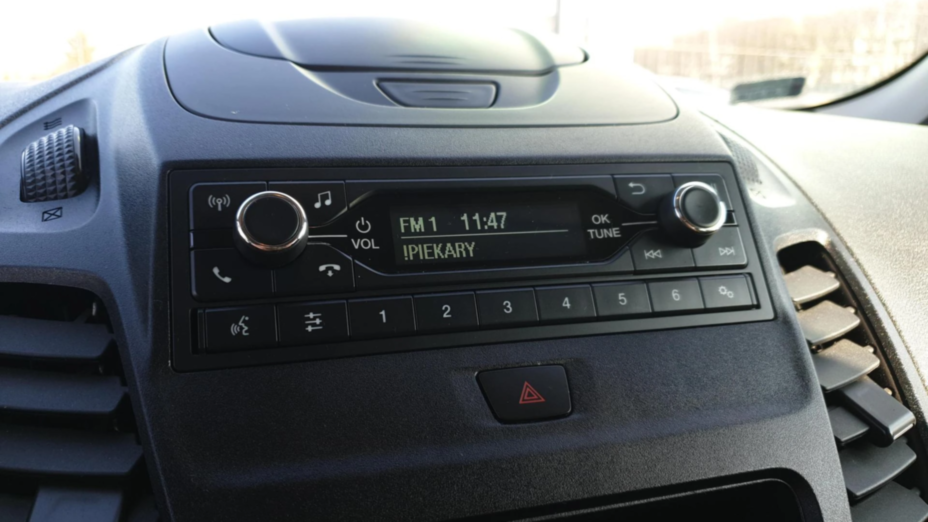 FM 1 11:47
!PIEKARY
VOL
OK
TUNE
1 2 3 4 5 6